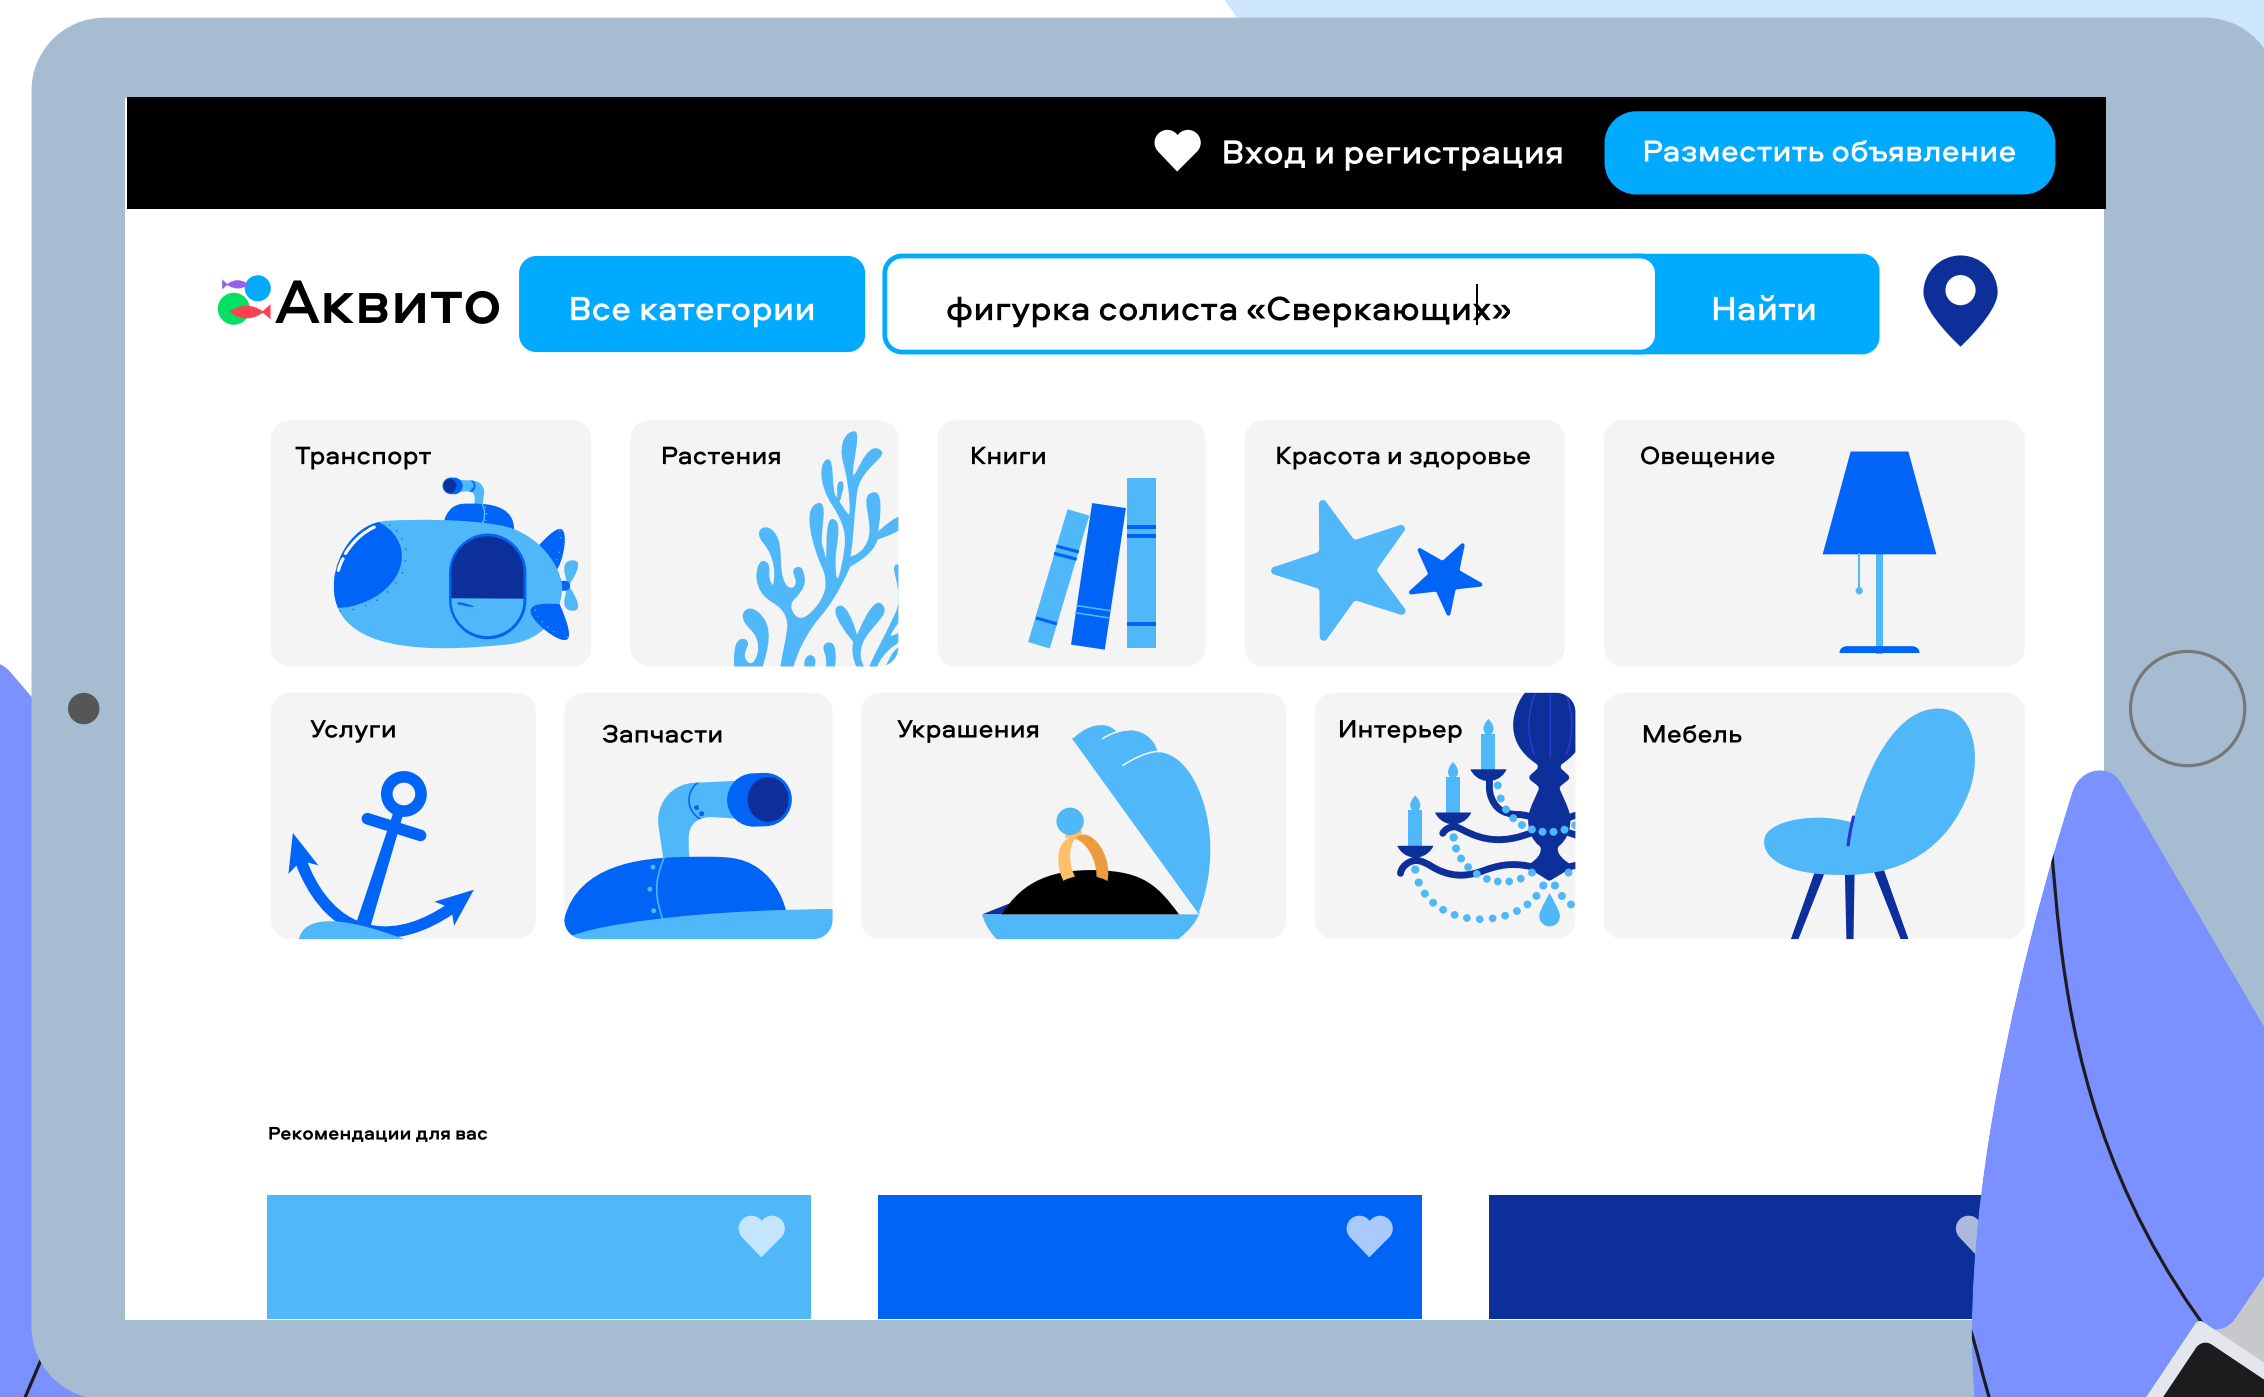 Вход и регистрация
Разместить объявление
Аквито
Все категории
фигурка солиста «Сверкающих»
Найти
Транспорт
Растения
Книги
Красота и здоровье
Овещение
Услуги
Запчасти
Украшения
Интерьер
Мебель
Рекомендации для вас